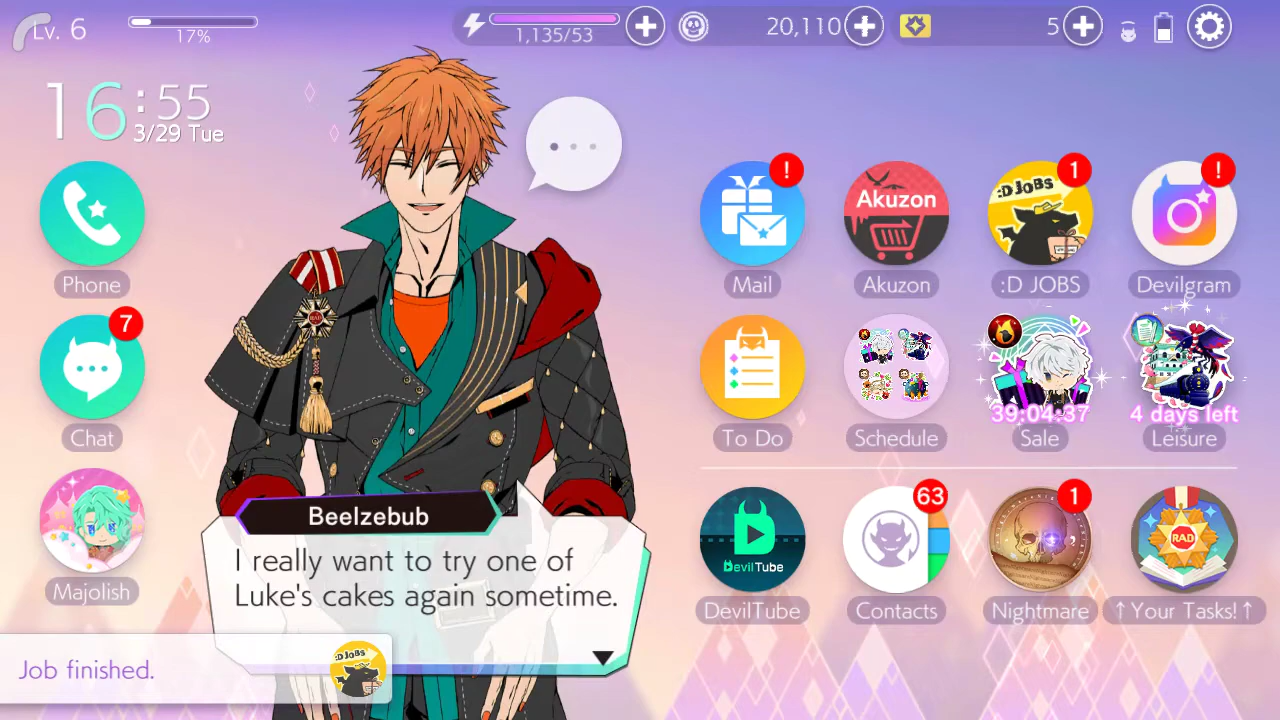 Lv. 6
17%
1,135/53
20,110
5
16:55
3/29 Tue
Phone
7
Chat
Majolish
!
Mail
Akuzon
Akuzon
:D JOBS
1
:D JOBS
!
Devilgram
To Do
Schedule
39:04:37
Sale
4 days left
Leisure
DevilTube
DevilTube
63
Contacts
1
Nightmare
RAD
↑Your Tasks!↑
RAD
Beelzebub
I really want to try one of
Luke's cakes again sometime.
Job finished.
:D JOBS